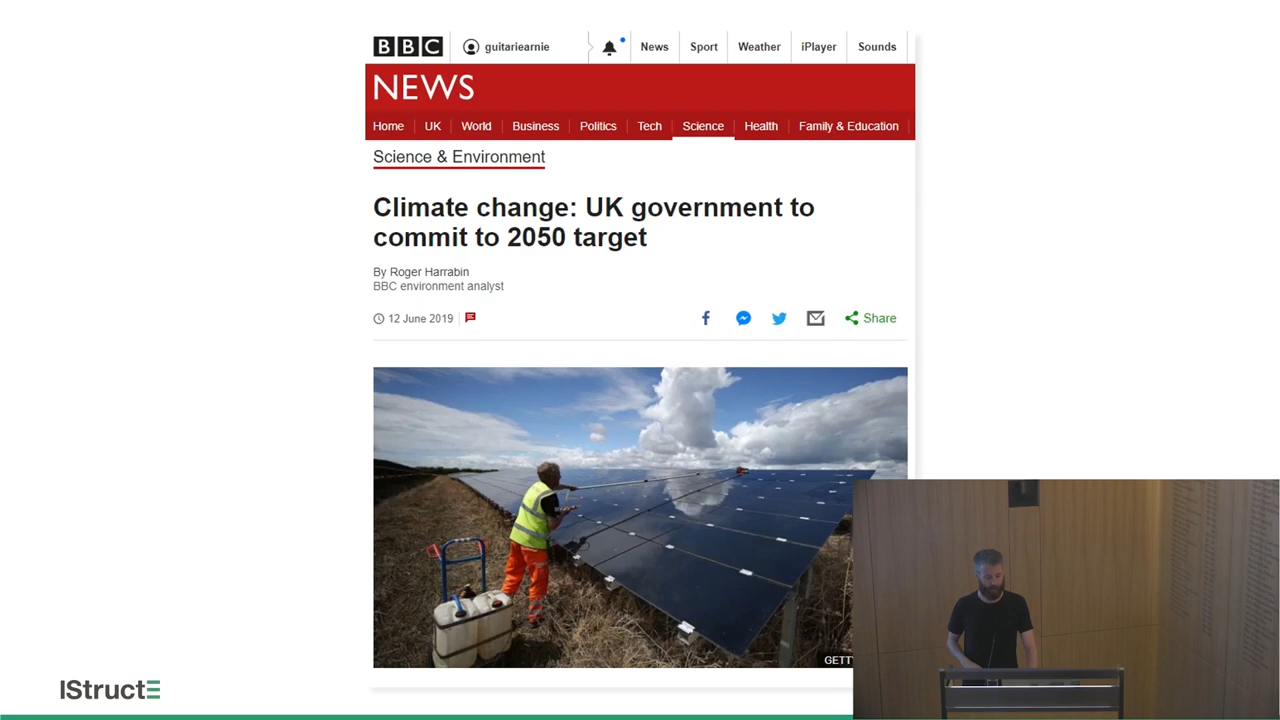 BBC guitariearnie News Sport Weather iPlayer Sounds
NEWS
Home UK World Business Politics Tech Science Health Family & Education
Science & Environment
Climate change: UK government to
commit to 2050 target
By Roger Harrabin
BBC environment analyst
12 June 2019
Share
IStructE